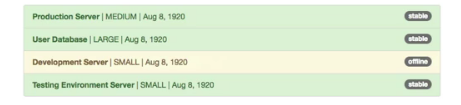 Production Server | MEDIUM | Aug 8, 1920 stable
User Database | LARGE | Aug 8, 1920 stable
Development Server | SMALL | Aug 8, 1920 offline
Testing Environment Server | SMALL | Aug 8, 1920 stable